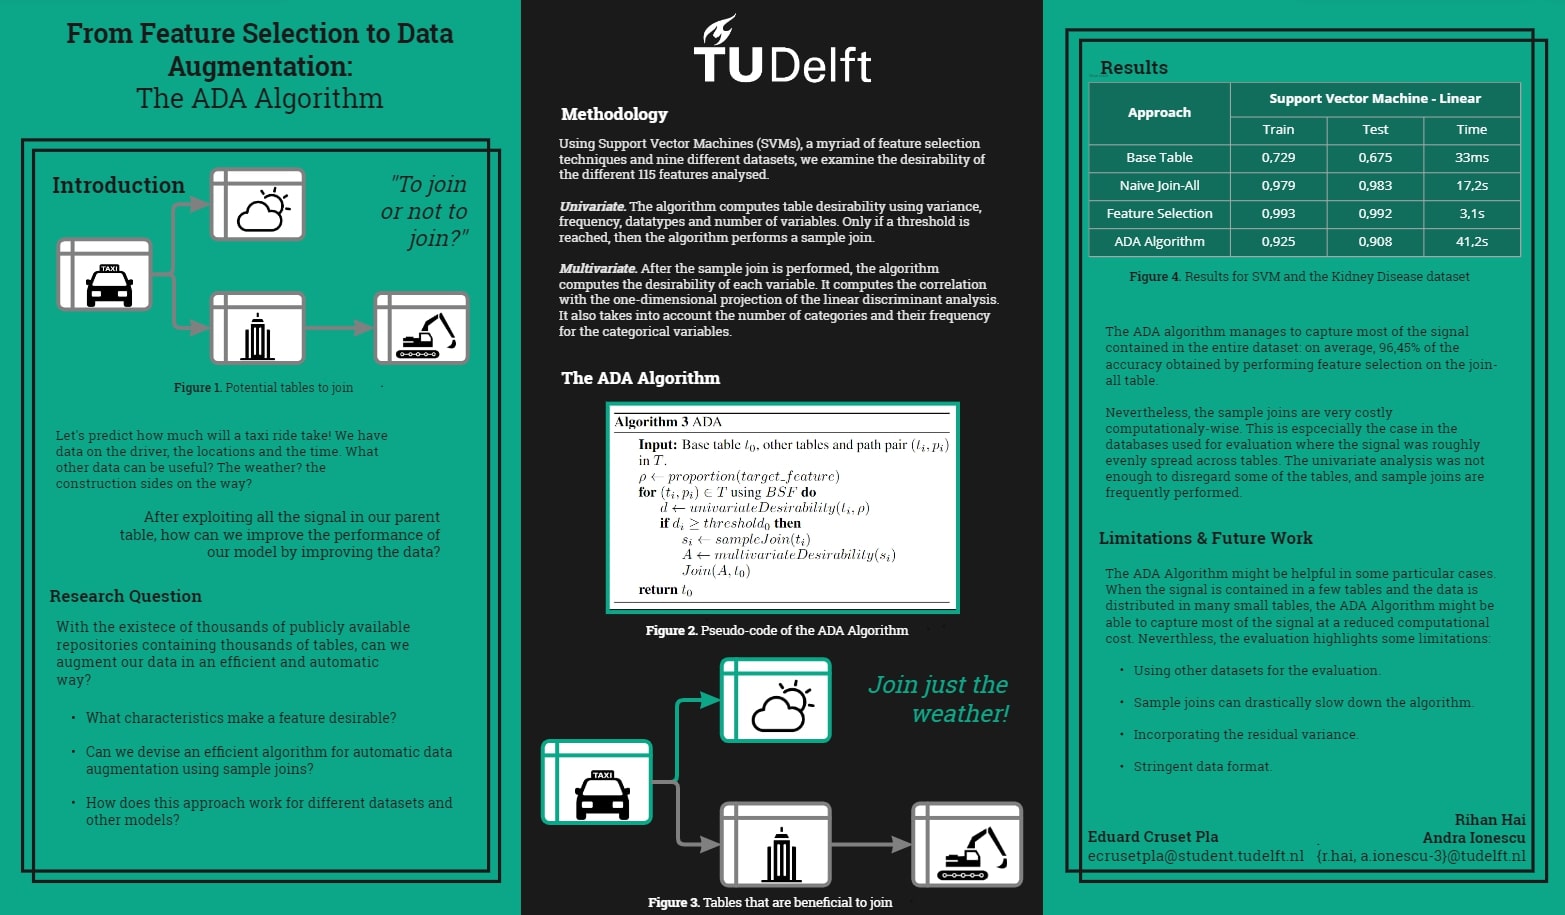 From Feature Selection to Data
Augmentation:
The ADA Algorithm
Introduction
"To join
or not to
join?"
TAXI
Figure 1. Potential tables to join
Let's predict how much will a taxi ride take! We have
data on the driver, the locations and the time. What
other data can be useful? The weather? the
construction sides on the way?
After exploiting all the signal in our parent
table, how can we improve the performance of
our model by improving the data?
Research Question
With the existece of thousands of publicly available
repositories containing thousands of tables, can we
augment our data in an efficient and automatic
way?
• What characteristics make a feature desirable?
• Can we devise an efficient algorithm for automatic data
augmentation using sample joins?
• How does this approach work for different datasets and
other models?
TUDelft
Methodology
Using Support Vector Machines (SVMs), a myriad of feature selection
techniques and nine different datasets, we examine the desirability of
the different 115 features analysed.
Univariate. The algorithm computes table desirability using variance,
frequency, datatypes and number of variables. Only if a threshold is
reached, then the algorithm performs a sample join.
Multivariate. After the sample join is performed, the algorithm
computes the desirability of each variable. It computes the correlation
with the one-dimensional projection of the linear discriminant analysis.
It also takes into account the number of categories and their frequency
for the categorical variables.
The ADA Algorithm
Algorithm 3 ADA
Input: Base table t₀, other tables and path pair (tᵢ, pᵢ)
in T.
ρ ← proportion(target_feature)
for (tᵢ, pᵢ) ∈ T using BSF do
d ← univariateDesirability(tᵢ, ρ)
if dᵢ ≥ threshold₀ then
sᵢ ← sampleJoin(tᵢ)
A ← multivariateDesirability(sᵢ)
Join(A, t₀)
return t₀
Figure 2. Pseudo-code of the ADA Algorithm
Join just the
weather!
TAXI
Figure 3. Tables that are beneficial to join
Results
Approach Support Vector Machine - Linear
Train Test Time
Base Table 0,729 0,675 33ms
Naive Join-All 0,979 0,983 17,2s
Feature Selection 0,993 0,992 3,1s
ADA Algorithm 0,925 0,908 41,2s
Figure 4. Results for SVM and the Kidney Disease dataset
The ADA algorithm manages to capture most of the signal
contained in the entire dataset: on average, 96,45% of the
accuracy obtained by performing feature selection on the join-
all table.
Nevertheless, the sample joins are very costly
computationaly-wise. This is espcecially the case in the
databases used for evaluation where the signal was roughly
evenly spread across tables. The univariate analysis was not
enough to disregard some of the tables, and sample joins are
frequently performed.
Limitations & Future Work
The ADA Algorithm might be helpful in some particular cases.
When the signal is contained in a few tables and the data is
distributed in many small tables, the ADA Algorithm might be
able to capture most of the signal at a reduced computational
cost. Neverthless, the evaluation highlights some limitations:
• Using other datasets for the evaluation.
• Sample joins can drastically slow down the algorithm.
• Incorporating the residual variance.
• Stringent data format.
Eduard Cruset Pla
ecrusetpla@student.tudelft.nl
Rihan Hai
Andra Ionescu
{r.hai, a.ionescu-3}@tudelft.nl